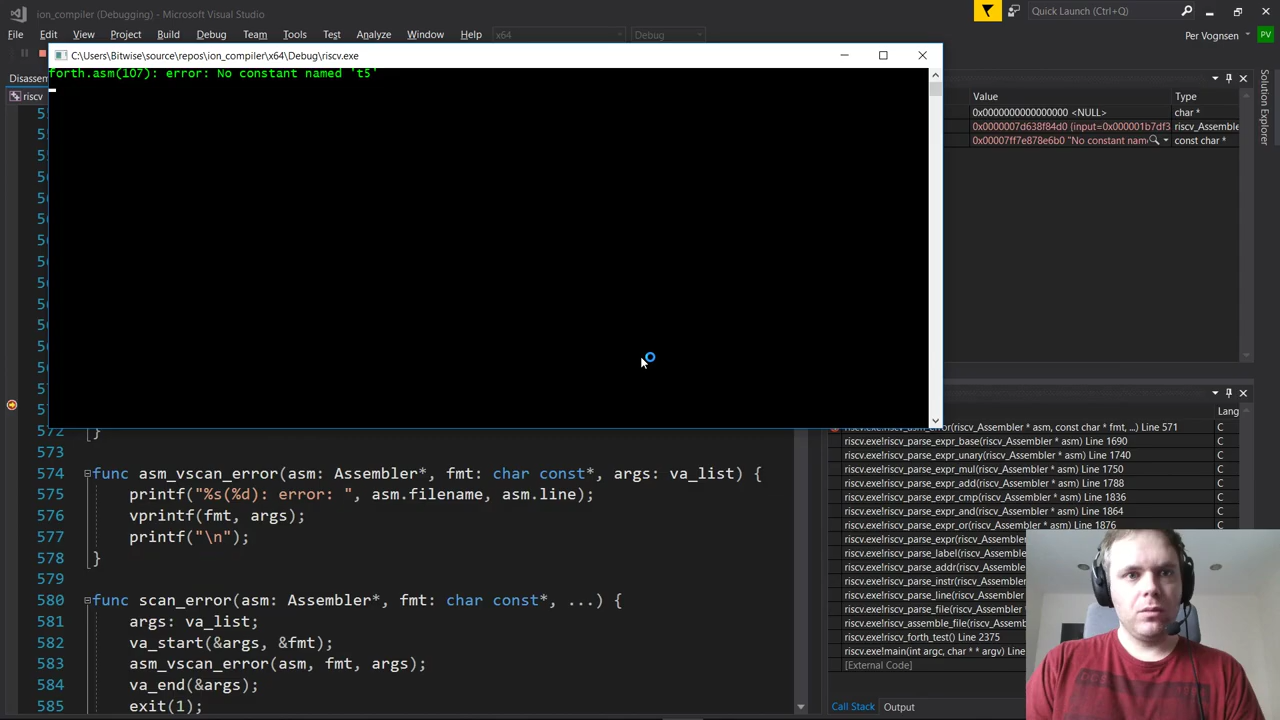 ion_compiler (Debugging) - Microsoft Visual Studio
Quick Launch (Ctrl+Q)
File Edit View Project Build Debug Team Tools Test Analyze Window Help x64 Debug
Per Vognsen PV
C:\Users\Bitwise\source\repos\ion_compiler\x64\Debug\riscv.exe
forth.asm(107): error: No constant named 't5'
Disassem
riscv
Value Type
0x0000000000000000 <NULL> char *
0x0000007d638f84d0 {input=0x000001b7df3 riscv_Assemble
0x00007ff7e878e6b0 "No constant nam char const *
Solution Explorer
Lang
riscv.exe!riscv_asm_error(riscv_Assembler * asm, const char * fmt, ...) Line 571 C
riscv.exe!riscv_parse_expr_base(riscv_Assembler * asm) Line 1690 C
riscv.exe!riscv_parse_expr_unary(riscv_Assembler * asm) Line 1740 C
riscv.exe!riscv_parse_expr_mul(riscv_Assembler * asm) Line 1750 C
riscv.exe!riscv_parse_expr_add(riscv_Assembler * asm) Line 1788 C
riscv.exe!riscv_parse_expr_cmp(riscv_Assembler * asm) Line 1836 C
riscv.exe!riscv_parse_expr_and(riscv_Assembler * asm) Line 1864 C
riscv.exe!riscv_parse_expr_or(riscv_Assembler * asm) Line 1876 C
riscv.exe!riscv_parse_expr(riscv_Assembler
riscv.exe!riscv_parse_label(riscv_Assemble
riscv.exe!riscv_parse_addr(riscv_Assemble
riscv.exe!riscv_parse_instr(riscv_Assemble
riscv.exe!riscv_parse_line(riscv_Assembler
riscv.exe!riscv_parse_file(riscv_Assembler
riscv.exe!riscv_assemble_file(riscv_Assemb
riscv.exe!riscv_forth_test() Line 2375
riscv.exe!main(int argc, char * * argv) Line
[External Code]
Call Stack Output
572 }
573
574 func asm_vscan_error(asm: Assembler*, fmt: char const*, args: va_list) {
575 printf("%s(%d): error: ", asm.filename, asm.line);
576 vprintf(fmt, args);
577 printf("\n");
578 }
579
580 func scan_error(asm: Assembler*, fmt: char const*, ...) {
581 args: va_list;
582 va_start(&args, &fmt);
583 asm_vscan_error(asm, fmt, args);
584 va_end(&args);
585 exit(1);